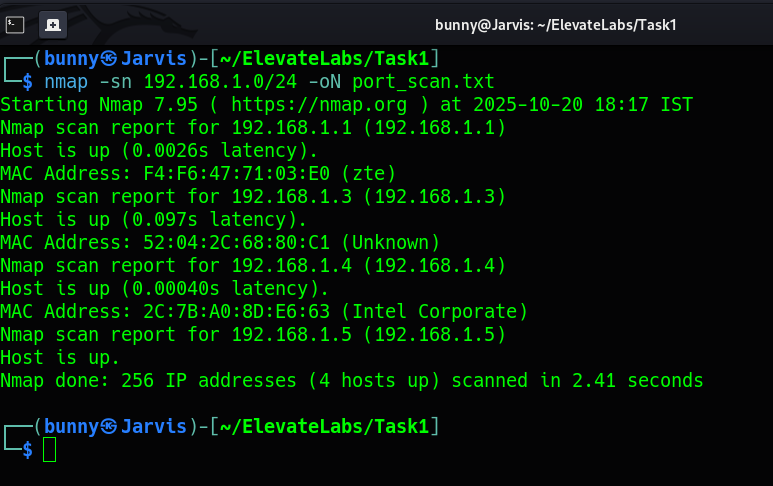 bunny@Jarvis: ~/ElevateLabs/Task1
┌──(bunny㉿Jarvis)-[~/ElevateLabs/Task1]
└─$ nmap -sn 192.168.1.0/24 -oN port_scan.txt
Starting Nmap 7.95 ( https://nmap.org ) at 2025-10-20 18:17 IST
Nmap scan report for 192.168.1.1 (192.168.1.1)
Host is up (0.0026s latency).
MAC Address: F4:F6:47:71:03:E0 (zte)
Nmap scan report for 192.168.1.3 (192.168.1.3)
Host is up (0.097s latency).
MAC Address: 52:04:2C:68:80:C1 (Unknown)
Nmap scan report for 192.168.1.4 (192.168.1.4)
Host is up (0.00040s latency).
MAC Address: 2C:7B:A0:8D:E6:63 (Intel Corporate)
Nmap scan report for 192.168.1.5 (192.168.1.5)
Host is up.
Nmap done: 256 IP addresses (4 hosts up) scanned in 2.41 seconds
┌──(bunny㉿Jarvis)-[~/ElevateLabs/Task1]
└─$